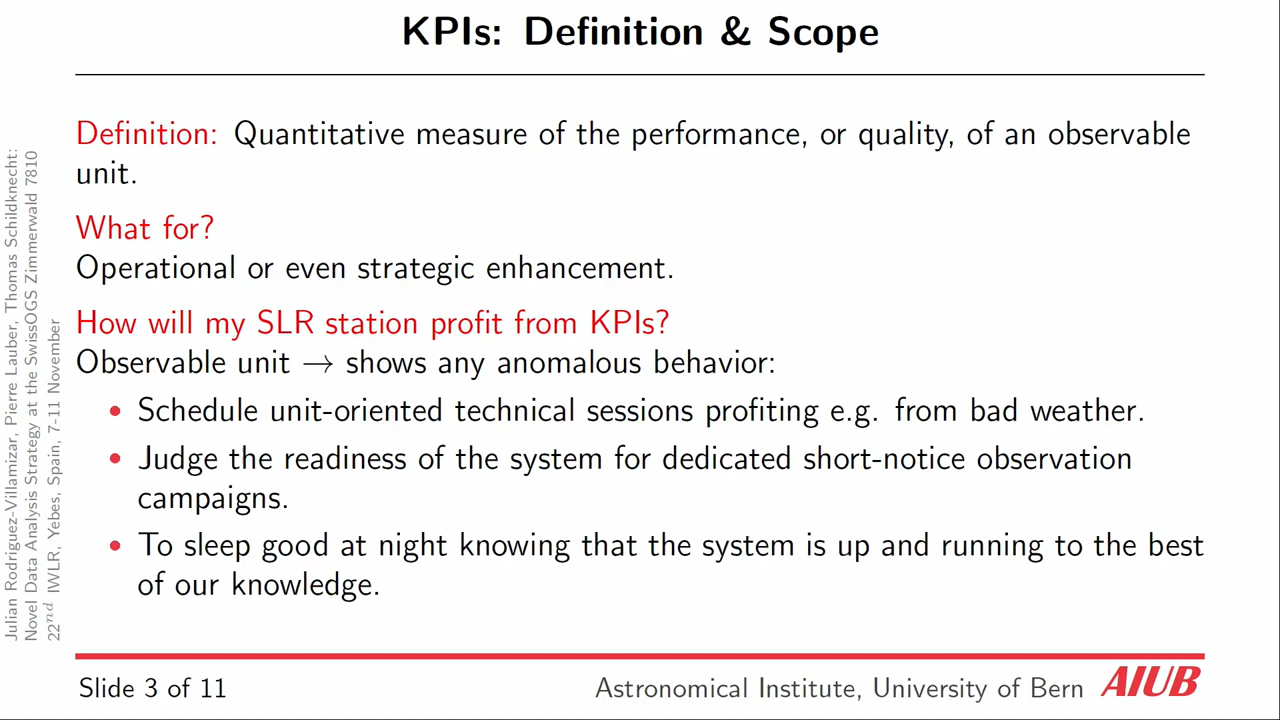 KPIs: Definition & Scope
Definition: Quantitative measure of the performance, or quality, of an observable
unit.
What for?
Operational or even strategic enhancement.
How will my SLR station profit from KPIs?
Observable unit → shows any anomalous behavior:
• Schedule unit-oriented technical sessions profiting e.g. from bad weather.
• Judge the readiness of the system for dedicated short-notice observation
campaigns.
• To sleep good at night knowing that the system is up and running to the best
of our knowledge.
Julian Rodriguez-Villamizar, Pierre Lauber, Thomas Schildknecht:
Novel Data Analysis Strategy at the SwissOGS Zimmerwald 7810
22nd IWLR, Yebes, Spain, 7-11 November
Slide 3 of 11
Astronomical Institute, University of Bern AIUB